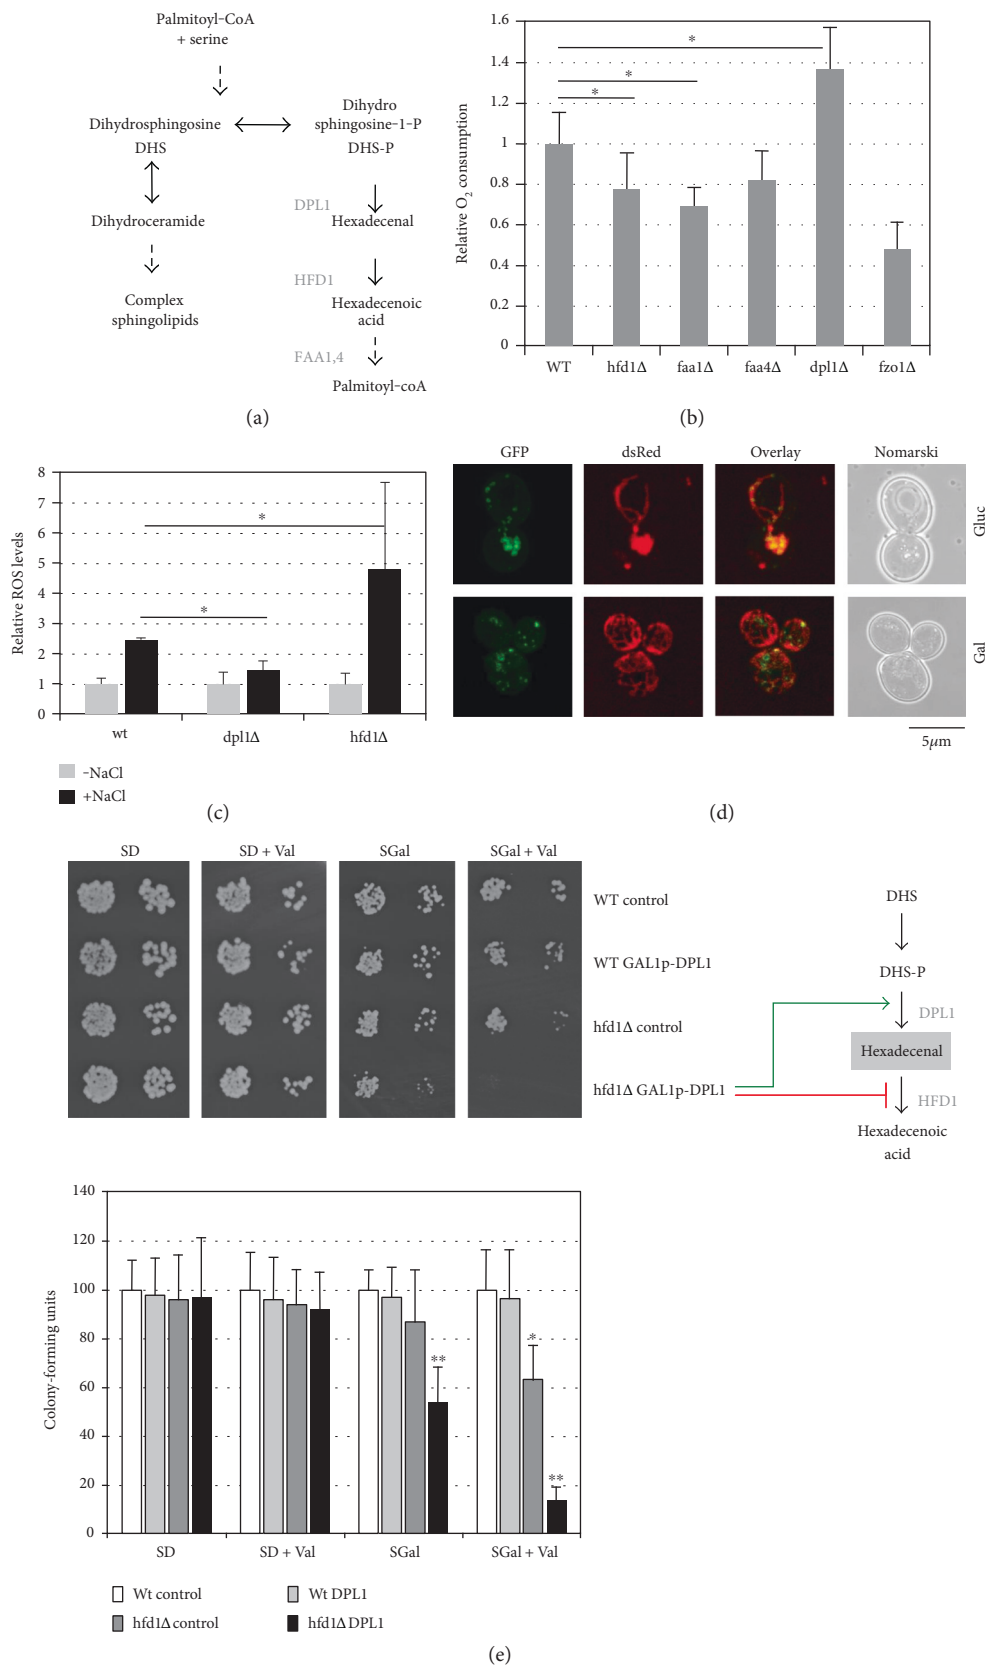 Palmitoyl-CoA
+ serine
Dihydrosphingosine
DHS
Dihydro
sphingosine-1-P
DHS-P
DPL1
Hexadecenal
Dihydroceramide
HFD1
Hexadecenoic
acid
Complex
sphingolipids
FAA1,4
Palmitoyl-coA
(a)
Relative O2 consumption
1.6
1.4
1.2
1
0.8
0.6
0.4
0.2
0
*
*
*
WT hfd1Δ faa1Δ faa4Δ dpl1Δ fzo1Δ
(b)
Relative ROS levels
8
7
6
5
4
3
2
1
0
*
*
wt dpl1Δ hfd1Δ
-NaCl
+NaCl
(c)
GFP dsRed Overlay Nomarski
Gluc
Gal
5μm
(d)
SD SD + Val SGal SGal + Val
WT control
WT GAL1p-DPL1
hfd1Δ control
hfd1Δ GAL1p-DPL1
DHS
DHS-P
DPL1
Hexadecenal
HFD1
Hexadecenoic
acid
Colony-forming units
140
120
100
80
60
40
20
0
**
*
**
SD SD + Val SGal SGal + Val
Wt control Wt DPL1
hfd1Δ control hfd1Δ DPL1
(e)